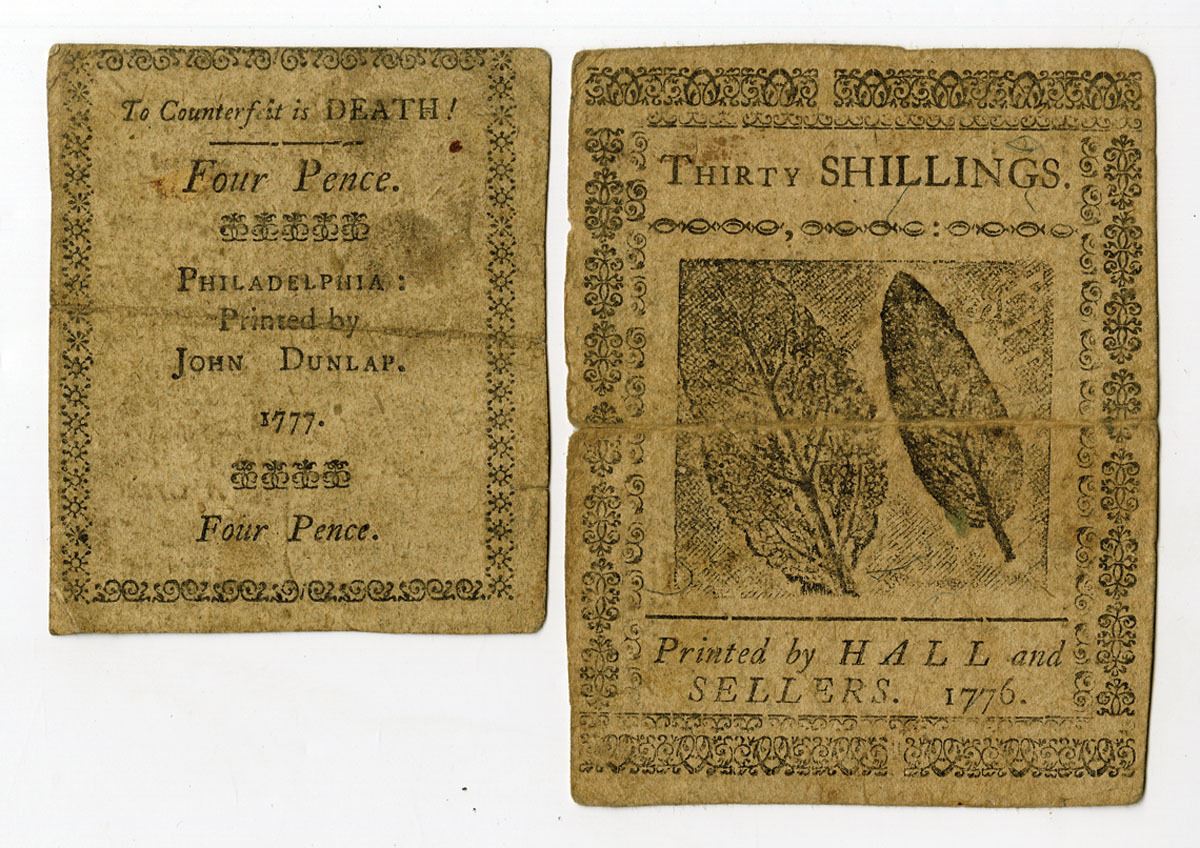 To Counterfeit is DEATH!
Four Pence.
PHILADELPHIA:
Printed by
JOHN DUNLAP.
1777.
Four Pence.
THIRTY SHILLINGS.
Printed by HALL and
SELLERS. 1776.